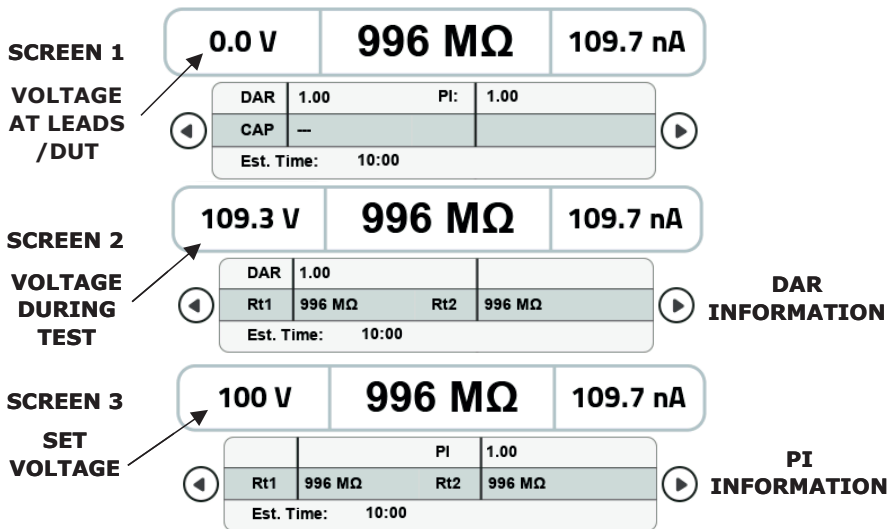 SCREEN 1
VOLTAGE
AT LEADS
/DUT
0.0 V 996 MΩ 109.7 nA
DAR 1.00 PI: 1.00
CAP ---
Est. Time: 10:00
SCREEN 2
VOLTAGE
DURING
TEST
109.3 V 996 MΩ 109.7 nA
DAR 1.00
Rt1 996 MΩ Rt2 996 MΩ
Est. Time: 10:00
DAR
INFORMATION
SCREEN 3
SET
VOLTAGE
100 V 996 MΩ 109.7 nA
PI 1.00
Rt1 996 MΩ Rt2 996 MΩ
Est. Time: 10:00
PI
INFORMATION